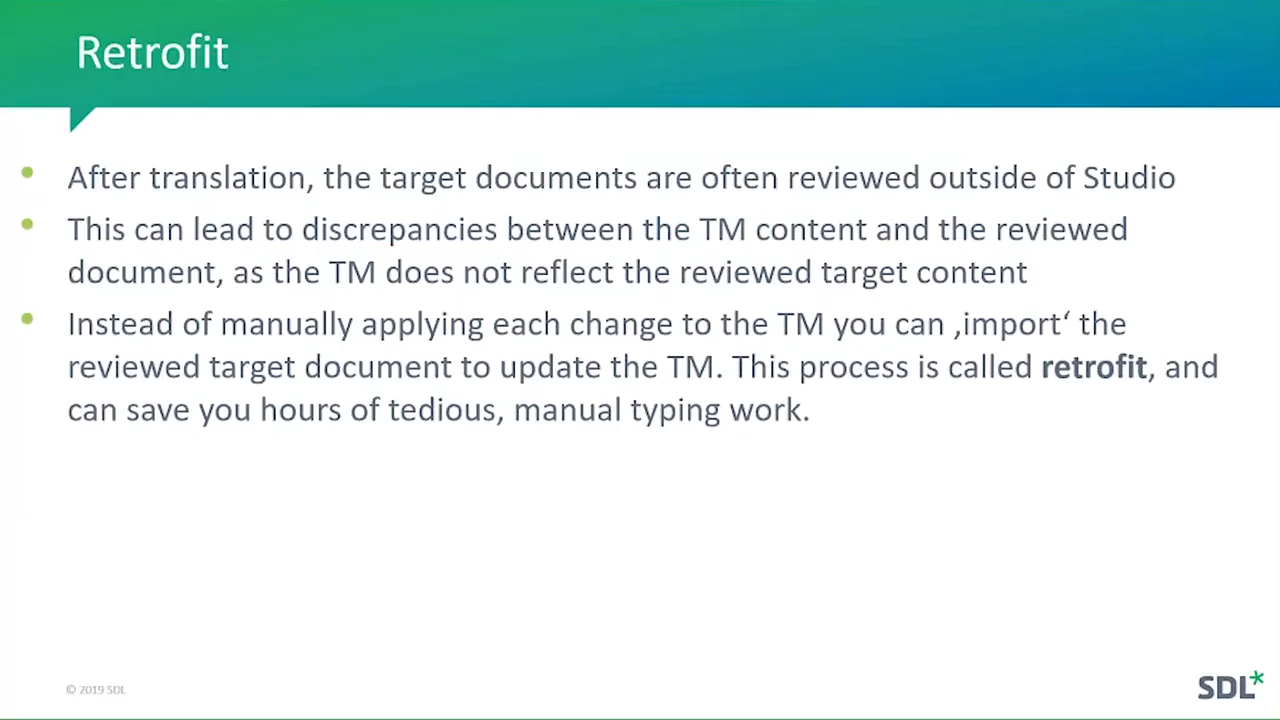 Retrofit
• After translation, the target documents are often reviewed outside of Studio
• This can lead to discrepancies between the TM content and the reviewed
document, as the TM does not reflect the reviewed target content
• Instead of manually applying each change to the TM you can ‚import‘ the
reviewed target document to update the TM. This process is called retrofit, and
can save you hours of tedious, manual typing work.
© 2019 SDL
SDL*